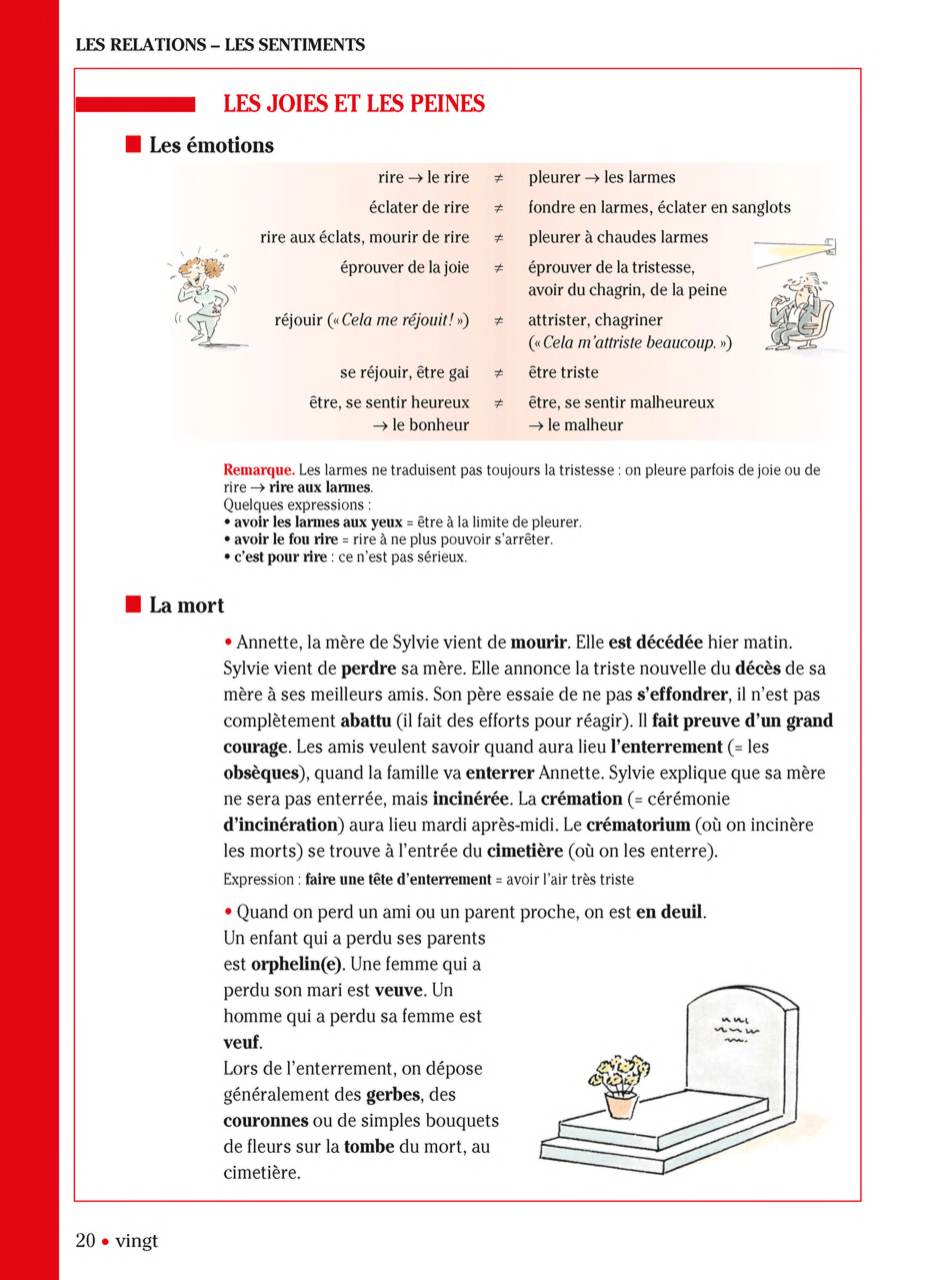 LES RELATIONS – LES SENTIMENTS
LES JOIES ET LES PEINES
Les émotions
rire → le rire ≠ pleurer → les larmes
éclater de rire ≠ fondre en larmes, éclater en sanglots
rire aux éclats, mourir de rire ≠ pleurer à chaudes larmes
éprouver de la joie ≠ éprouver de la tristesse,
avoir du chagrin, de la peine
réjouir (« Cela me réjouit ! ») ≠ attrister, chagriner
(« Cela m’attriste beaucoup. »)
se réjouir, être gai ≠ être triste
être, se sentir heureux ≠ être, se sentir malheureux
→ le bonheur → le malheur
Remarque. Les larmes ne traduisent pas toujours la tristesse : on pleure parfois de joie ou de
rire → rire aux larmes.
Quelques expressions :
• avoir les larmes aux yeux = être à la limite de pleurer.
• avoir le fou rire = rire à ne plus pouvoir s’arrêter.
• c’est pour rire : ce n’est pas sérieux.
La mort
• Annette, la mère de Sylvie vient de mourir. Elle est décédée hier matin.
Sylvie vient de perdre sa mère. Elle annonce la triste nouvelle du décès de sa
mère à ses meilleurs amis. Son père essaie de ne pas s’effondrer, il n’est pas
complètement abattu (il fait des efforts pour réagir). Il fait preuve d’un grand
courage. Les amis veulent savoir quand aura lieu l’enterrement (= les
obsèques), quand la famille va enterrer Annette. Sylvie explique que sa mère
ne sera pas enterrée, mais incinérée. La crémation (= cérémonie
d’incinération) aura lieu mardi après-midi. Le crématorium (où on incinère
les morts) se trouve à l’entrée du cimetière (où on les enterre).
Expression : faire une tête d’enterrement = avoir l’air très triste
• Quand on perd un ami ou un parent proche, on est en deuil.
Un enfant qui a perdu ses parents
est orphelin(e). Une femme qui a
perdu son mari est veuve. Un
homme qui a perdu sa femme est
veuf.
Lors de l’enterrement, on dépose
généralement des gerbes, des
couronnes ou de simples bouquets
de fleurs sur la tombe du mort, au
cimetière.
20 • vingt